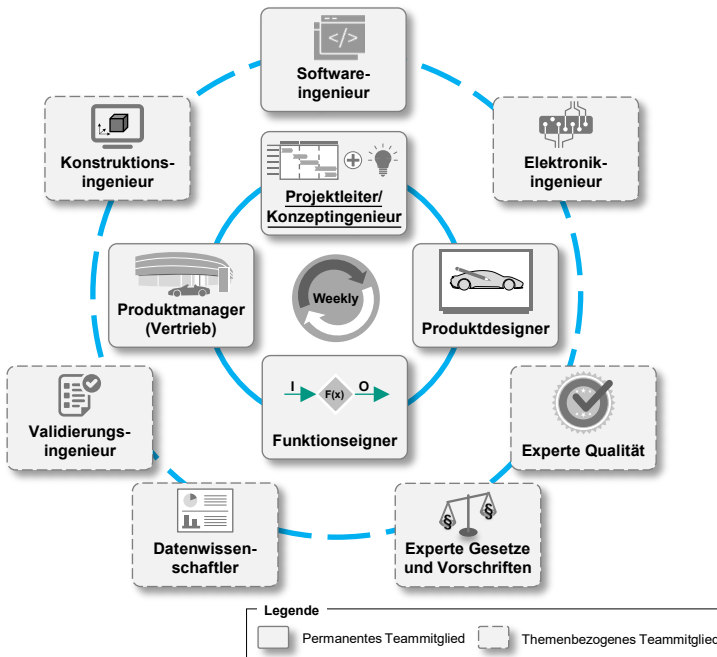 </>
Software-
ingenieur
Konstruktions-
ingenieur
Elektronik-
ingenieur
Projektleiter/
Konzeptingenieur
Produktmanager
(Vertrieb)
Weekly
Produktdesigner
I
F(x)
O
Funktionseigner
Validierungs-
ingenieur
Experte Qualität
Datenwissen-
schaftler
§
§
Experte Gesetze
und Vorschriften
Legende
Permanentes Teammitglied
Themenbezogenes Teammitglied